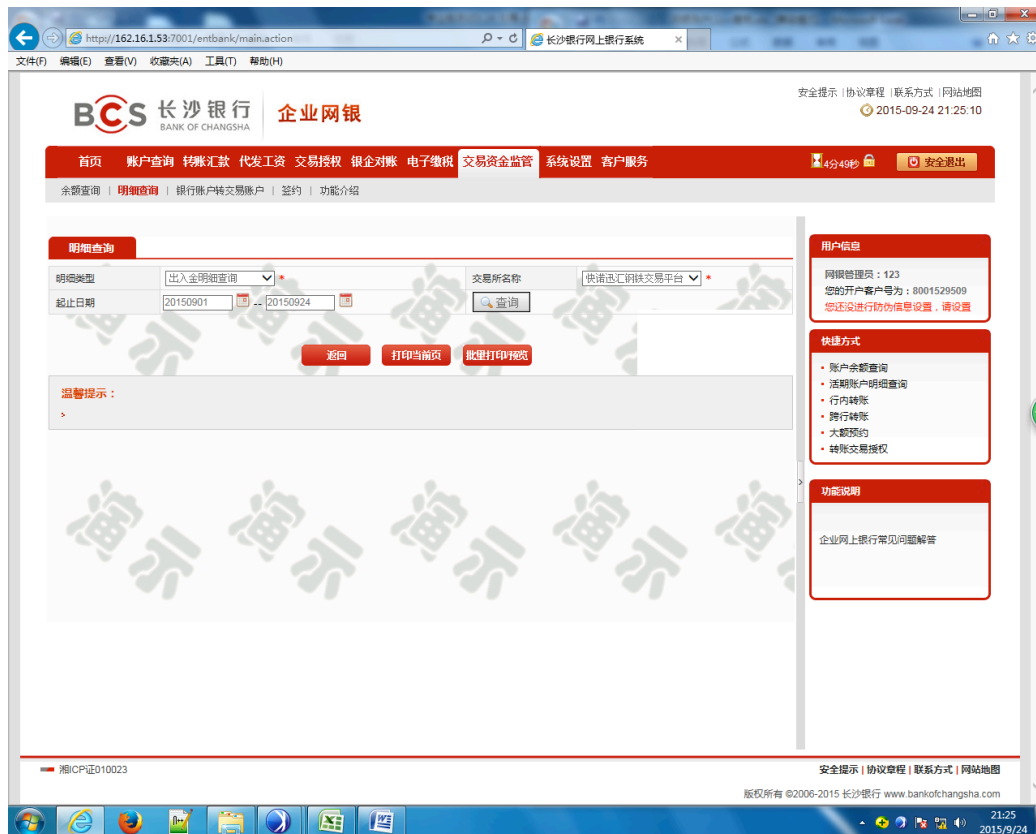 http://162.16.1.53:7001/entbank/main.action
长沙银行网上银行系统
文件(F) 编辑(E) 查看(V) 收藏夹(A) 工具(T) 帮助(H)
安全提示 | 协议章程 | 联系方式 | 网站地图
BCS 长沙银行 企业网银
BANK OF CHANGSHA
2015-09-24 21:25:10
首页 账户查询 转账汇款 代发工资 交易授权 银企对账 电子缴税 交易资金监管 系统设置 客户服务
4分49秒 安全退出
余额查询 | 明细查询 | 银行账户转交易账户 | 签约 | 功能介绍
明细查询
明细类型 出入金明细查询 * 交易所名称 快诺迅汇钢铁交易平台 *
起止日期 20150901 -- 20150924 查询
返回 打印当前页 批量打印/预览
温馨提示：
>
演示 演示 演示 演示 演
用户信息
网银管理员：123
您的开户客户号为：8001529509
您还没进行防伪信息设置，请设置
快捷方式
账户余额查询
活期账户明细查询
行内转账
跨行转账
大额预约
转账交易授权
功能说明
企业网上银行常见问题解答
湘ICP证010023
安全提示 | 协议章程 | 联系方式 | 网站地图
版权所有 ©2006-2015 长沙银行 www.bankofchangsha.com
21:25
2015/9/24